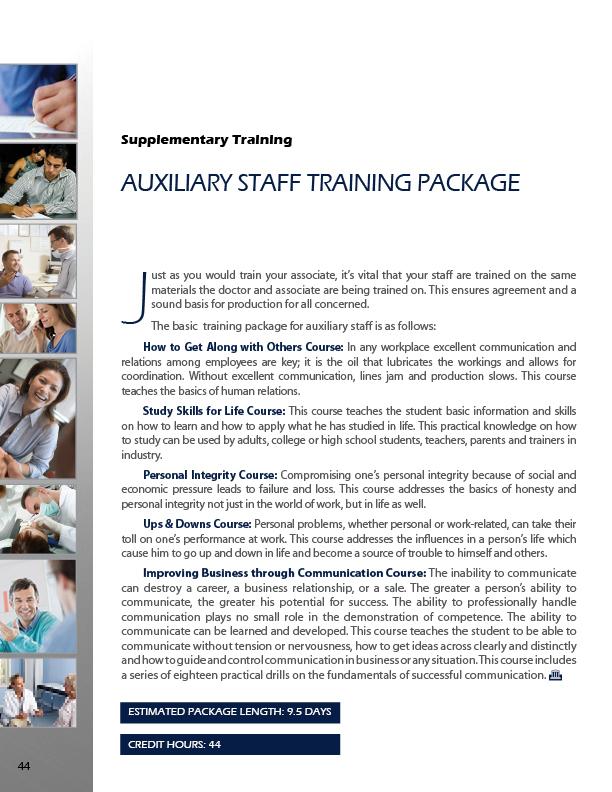 Supplementary Training
AUXILIARY STAFF TRAINING PACKAGE
Just as you would train your associate, it's vital that your staff are trained on the same
materials the doctor and associate are being trained on. This ensures agreement and a
sound basis for production for all concerned.
The basic training package for auxiliary staff is as follows:
How to Get Along with Others Course: In any workplace excellent communication and
relations among employees are key; it is the oil that lubricates the workings and allows for
coordination. Without excellent communication, lines jam and production slows. This course
teaches the basics of human relations.
Study Skills for Life Course: This course teaches the student basic information and skills
on how to learn and how to apply what he has studied in life. This practical knowledge on how
to study can be used by adults, college or high school students, teachers, parents and trainers in
industry.
Personal Integrity Course: Compromising one's personal integrity because of social and
economic pressure leads to failure and loss. This course addresses the basics of honesty and
personal integrity not just in the world of work, but in life as well.
Ups & Downs Course: Personal problems, whether personal or work-related, can take their
toll on one's performance at work. This course addresses the influences in a person's life which
cause him to go up and down in life and become a source of trouble to himself and others.
Improving Business through Communication Course: The inability to communicate
can destroy a career, a business relationship, or a sale. The greater a person's ability to
communicate, the greater his potential for success. The ability to professionally handle
communication plays no small role in the demonstration of competence. The ability to
communicate can be learned and developed. This course teaches the student to be able to
communicate without tension or nervousness, how to get ideas across clearly and distinctly
and how to guide and control communication in business or any situation. This course includes
a series of eighteen practical drills on the fundamentals of successful communication.
ESTIMATED PACKAGE LENGTH: 9.5 DAYS
CREDIT HOURS: 44
44